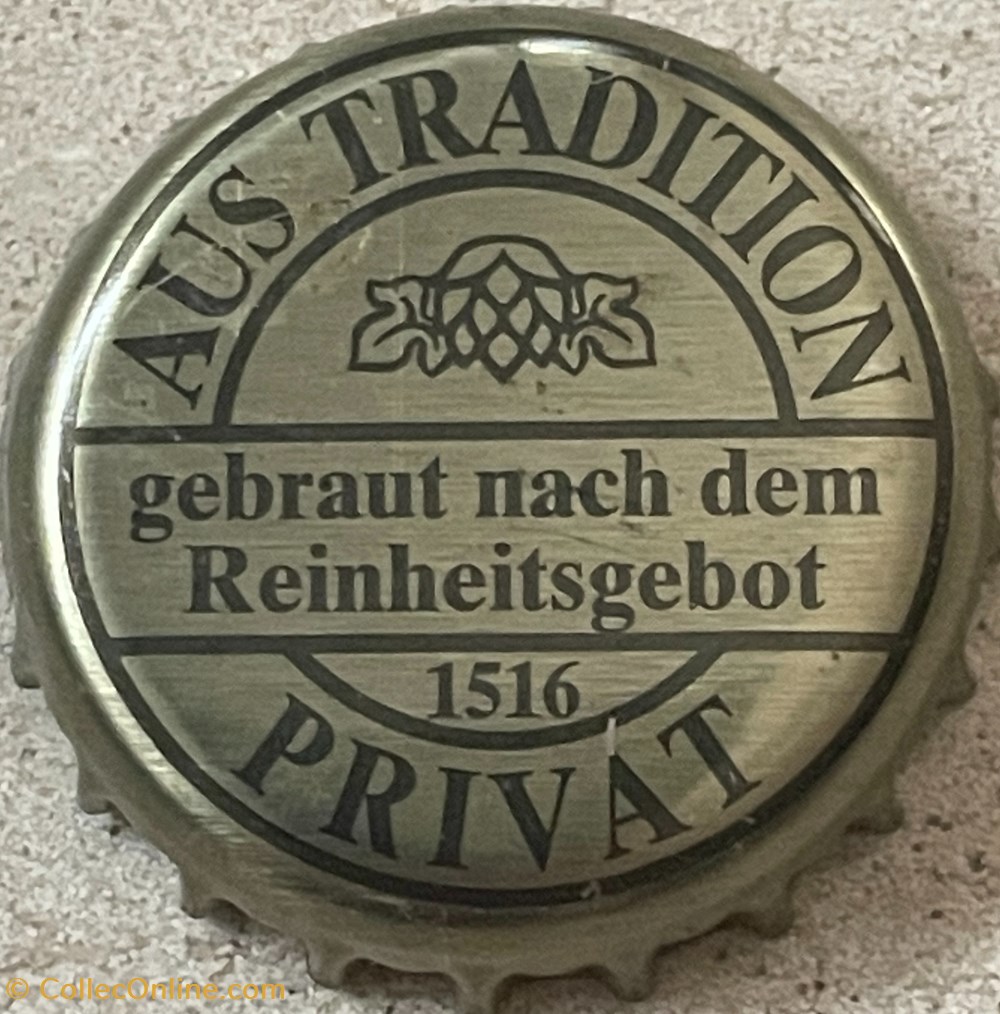 AUS TRADITION
gebraut nach dem
Reinheitsgebot
1516
PRIVAT
© CollecOnline.com